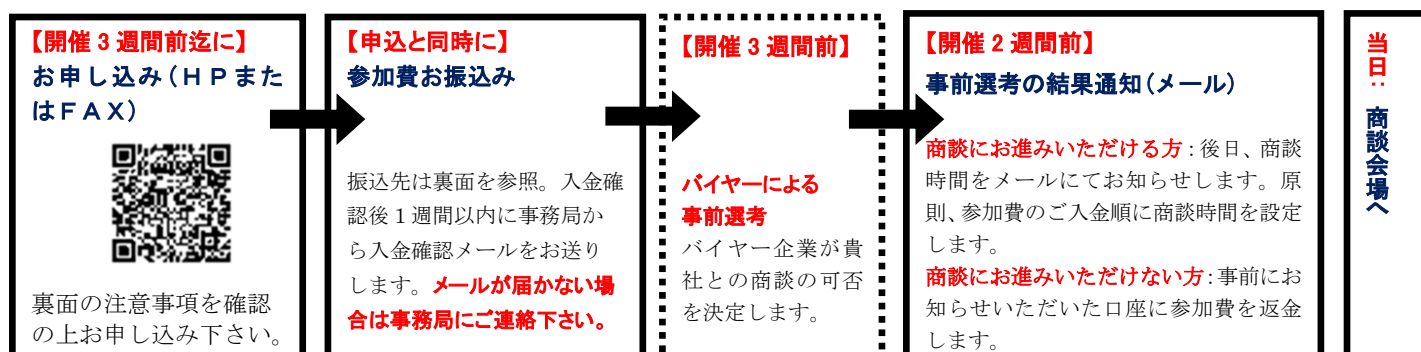 【開催 3 週間前迄に】
お申し込み（ＨＰまた
はＦＡＸ）
裏面の注意事項を確認
の上お申し込み下さい。
【申込と同時に】
参加費お振込み
振込先は裏面を参照。入金確
認後 1 週間以内に事務局か
ら入金確認メールをお送り
します。メールが届かない場
合は事務局にご連絡下さい。
【開催 3 週間前】
バイヤーによる
事前選考
バイヤー企業が貴
社との商談の可否
を決定します。
【開催 2 週間前】
事前選考の結果通知（メール）
商談にお進みいただける方：後日、商談
時間をメールにてお知らせします。原
則、参加費のご入金順に商談時間を設定
します。
商談にお進みいただけない方：事前にお
知らせいただいた口座に参加費を返金
します。
当日： 商談会場へ